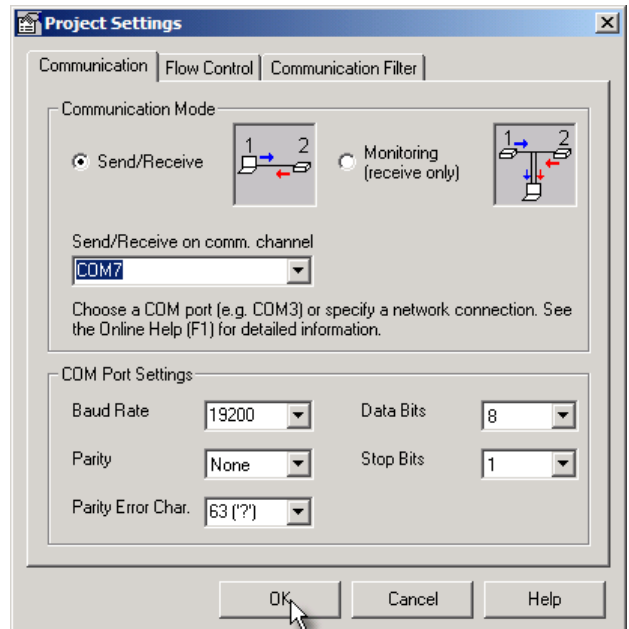 Project Settings
Communication Flow Control Communication Filter
Communication Mode
Send/Receive
1 2
Monitoring
(receive only)
1 2
Send/Receive on comm. channel
COM7
Choose a COM port (e.g. COM3) or specify a network connection. See
the Online Help (F1) for detailed information.
COM Port Settings
Baud Rate 19200 Data Bits 8
Parity None Stop Bits 1
Parity Error Char. 63 ('?')
OK Cancel Help